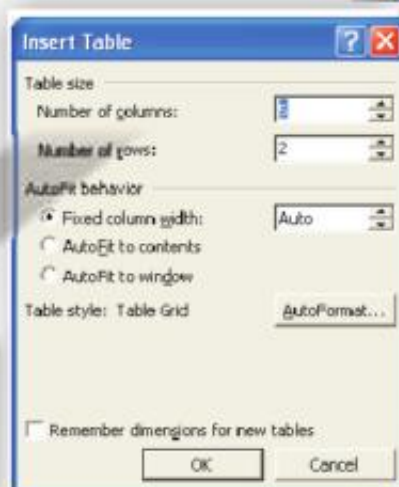 Insert Table
Table size
Number of columns:
Number of rows: 2
AutoFit behavior
Fixed column width: Auto
AutoFit to contents
AutoFit to window
Table style: Table Grid AutoFormat...
Remember dimensions for new tables
OK Cancel